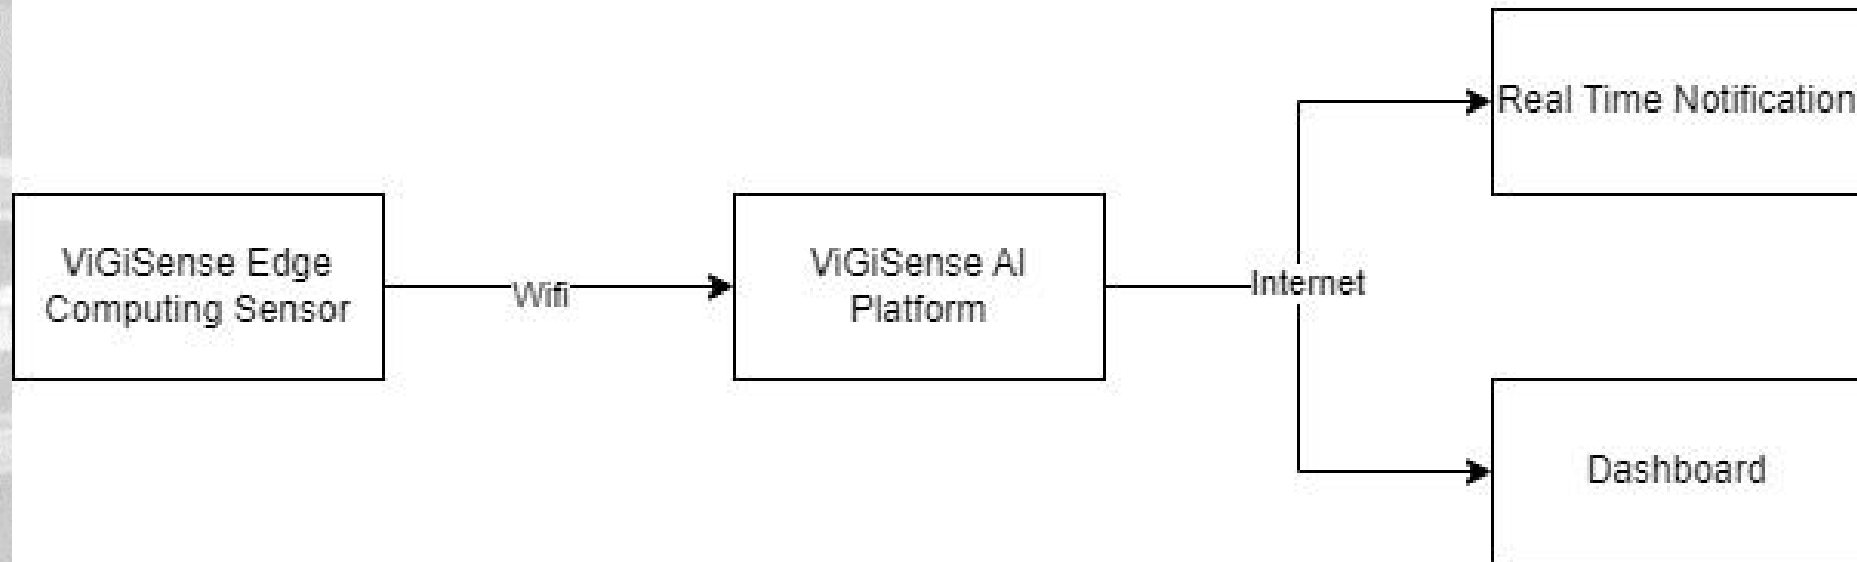 Real Time Notification
ViGiSense Edge
Computing Sensor
Wifi
ViGiSense AI
Platform
Internet
Dashboard